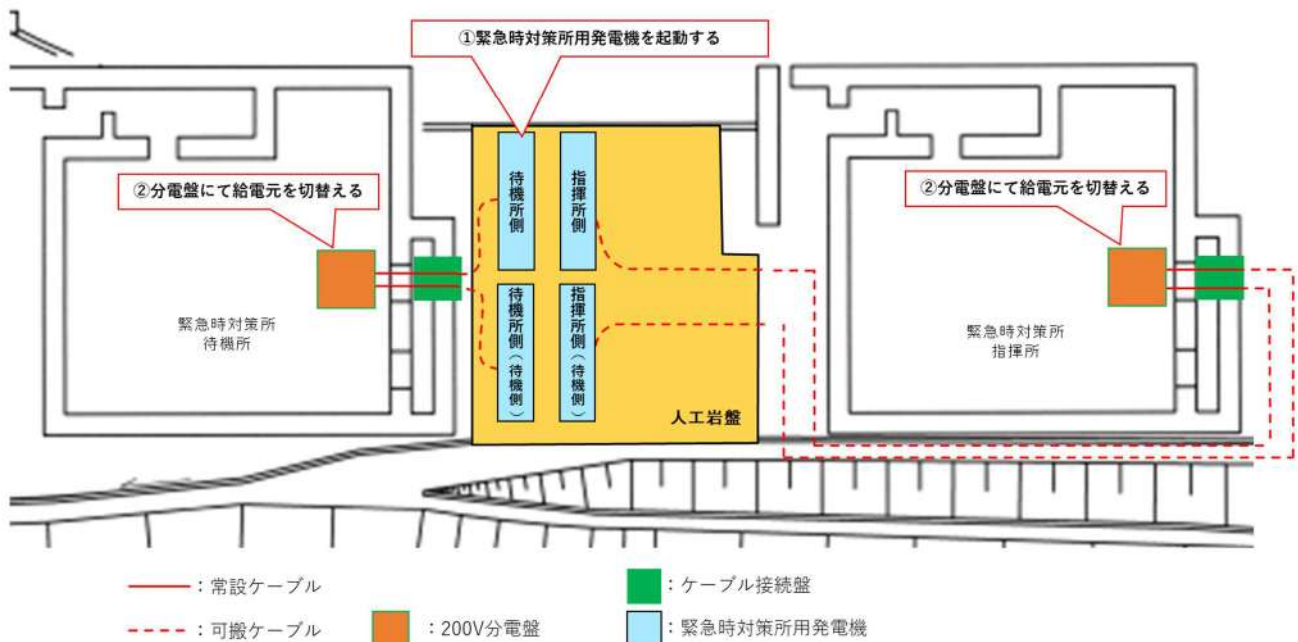 ①緊急時対策所用発電機を起動する
②分電盤にて給電元を切替える
②分電盤にて給電元を切替える
待機所側
指揮所側
待機所側（待機側）
指揮所側（待機側）
緊急時対策所
待機所
緊急時対策所
指揮所
人工岩盤
：常設ケーブル
：ケーブル接続盤
：可搬ケーブル
：200V分電盤
：緊急時対策所用発電機